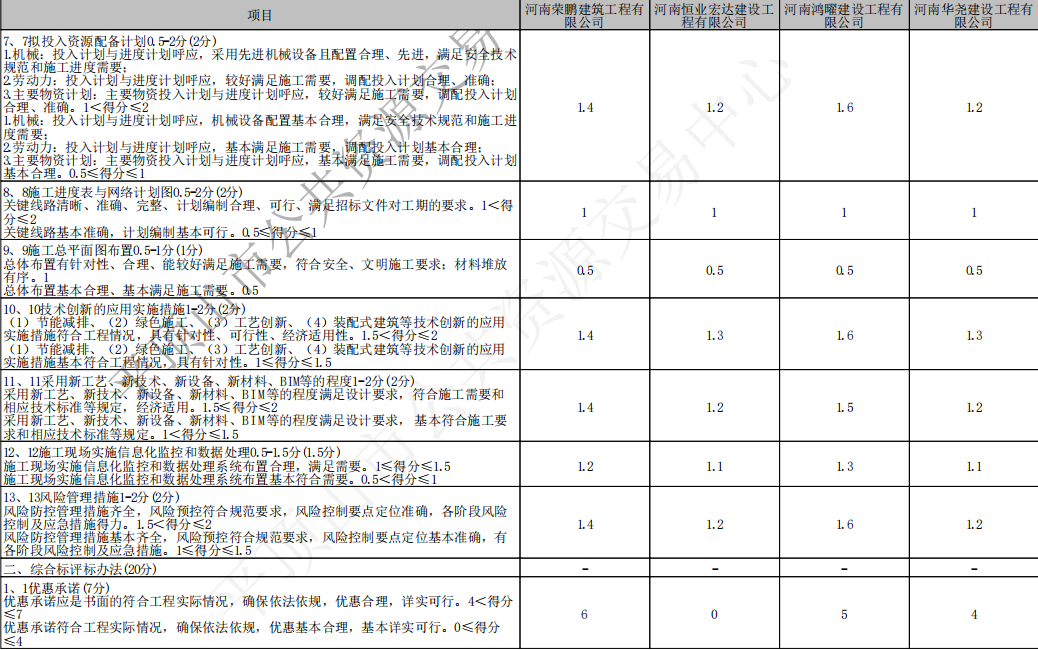 项目
河南荣鹏建筑工程有
限公司
河南恒业宏达建设工
程有限公司
河南鸿曜建设工程有
限公司
河南华尧建设工程有
限公司
7、7拟投入资源配备计划0.5-2分(2分)
1.机械：投入计划与进度计划呼应，采用先进机械设备且配置合理、先进，满足安全技术
规范和施工进度需要；
2.劳动力：投入计划与进度计划呼应，较好满足施工需要，调配投入计划合理、准确；
3.主要物资计划：主要物资投入计划与进度计划呼应，较好满足施工需要，调配投入计划
合理、准确。1＜得分≤2
1.机械：投入计划与进度计划呼应，机械设备配置基本合理，满足安全技术规范和施工进
度需要；
2.劳动力：投入计划与进度计划呼应，基本满足施工需要，调配投入计划基本合理；
3.主要物资计划：主要物资投入计划与进度计划呼应，基本满足施工需要，调配投入计划
基本合理。0.5≤得分≤1
1.4
1.2
1.6
1.2
8、8施工进度表与网络计划图0.5-2分(2分)
关键线路清晰、准确、完整、计划编制合理、可行、满足招标文件对工期的要求。1＜得
分≤2
关键线路基本准确，计划编制基本可行。0.5≤得分≤1
1
1
1
1
9、9施工总平面图布置0.5-1分(1分)
总体布置有针对性、合理、能较好满足施工需要，符合安全、文明施工要求；材料堆放
有序。1
总体布置基本合理、基本满足施工需要。0.5
0.5
0.5
0.5
0.5
10、10技术创新的应用实施措施1-2分(2分)
（1）节能减排、（2）绿色施工、（3）工艺创新、（4）装配式建筑等技术创新的应用
实施措施符合工程情况，具有针对性、可行性、经济适用性。1.5＜得分≤2
（1）节能减排、（2）绿色施工、（3）工艺创新、（4）装配式建筑等技术创新的应用
实施措施基本符合工程情况，具有针对性。1≤得分≤1.5
1.4
1.3
1.6
1.3
11、11采用新工艺、新技术、新设备、新材料、BIM等的程度1-2分(2分)
采用新工艺、新技术、新设备、新材料、BIM等的程度满足设计要求，符合施工需要和
相应技术标准等规定，经济适用。1.5≤得分≤2
采用新工艺、新技术、新设备、新材料、BIM等的程度满足设计要求，基本符合施工要
求和相应技术标准等规定。1＜得分≤1.5
1.4
1.2
1.5
1.2
12、12施工现场实施信息化监控和数据处理0.5-1.5分(1.5分)
施工现场实施信息化监控和数据处理系统布置合理，满足需要。1≤得分≤1.5
施工现场实施信息化监控和数据处理系统布置基本符合需要。0.5＜得分≤1
1.2
1.1
1.3
1.1
13、13风险管理措施1-2分(2分)
风险防控管理措施齐全，风险预控符合规范要求，风险控制要点定位准确，各阶段风险
控制及应急措施得力。1.5＜得分≤2
风险防控管理措施基本齐全，风险预控符合规范要求，风险控制要点定位基本准确，有
各阶段风险控制及应急措施。1≤得分≤1.5
1.4
1.2
1.6
1.2
二、综合标评标办法(20分)
-
-
-
-
1、1优惠承诺(7分)
优惠承诺应是书面的符合工程实际情况，确保依法依规，优惠合理，详实可行。4＜得分
≤7
优惠承诺符合工程实际情况，确保依法依规，优惠基本合理，基本详实可行。0≤得分
≤4
6
0
5
4
平顶山市公共资源交易中心
平顶山市公共资源交易中心